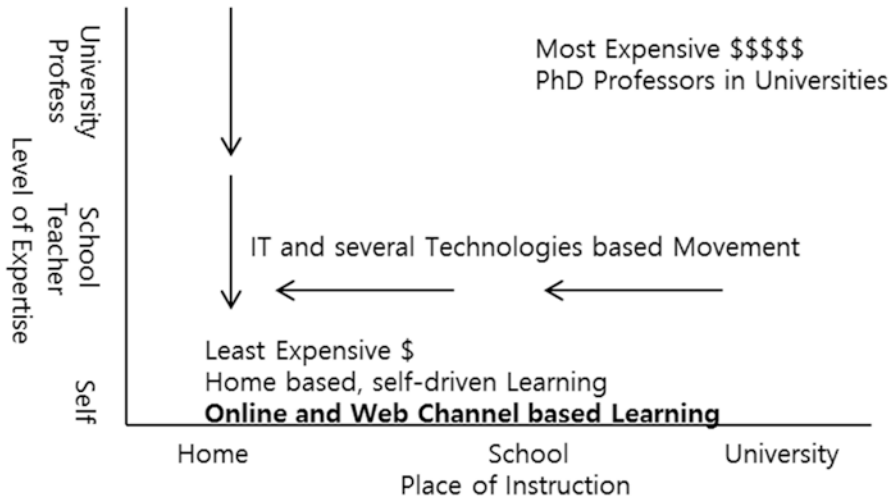 Most Expensive $$$$$
PhD Professors in Universities
University
Profess
Level of Expertise
School
Teacher
Self
IT and several Technologies based Movement
Least Expensive $
Home based, self-driven Learning
Online and Web Channel based Learning
Home
School
University
Place of Instruction